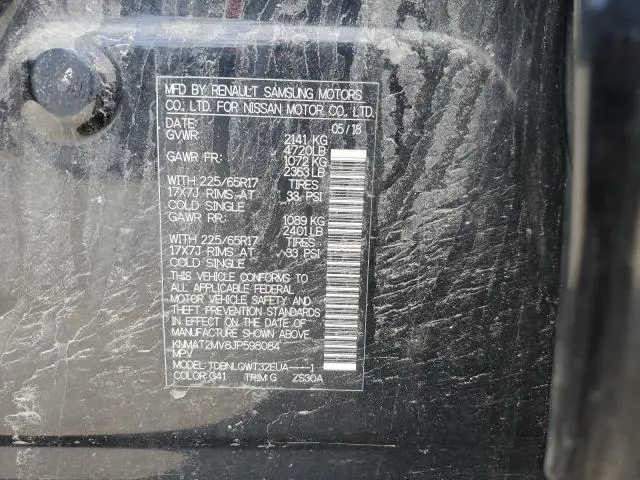 MFD BY RENAULT SAMSUNG MOTORS
CO., LTD. FOR NISSAN MOTOR CO., LTD.
DATE: 05/18
GVWR: 2141 KG
4720LB
GAWR FR: 1072 KG
2363 LB
WITH 225/65R17 TIRES
17X7J RIMS AT 33 PSI
COLD SINGLE
GAWR RR: 1089 KG
2401 LB
WITH 225/65R17 TIRES
17X7J RIMS AT 33 PSI
COLD SINGLE
THIS VEHICLE CONFORMS TO
ALL APPLICABLE FEDERAL
MOTOR VEHICLE SAFETY AND
THEFT PREVENTION STANDARDS
IN EFFECT ON THE DATE OF
MANUFACTURE SHOWN ABOVE
KNMAT2MV8JP598084
MPV
MODEL: TDBNLQWT32EUA----1
COLOR: G41 TRIM: G ZS30A